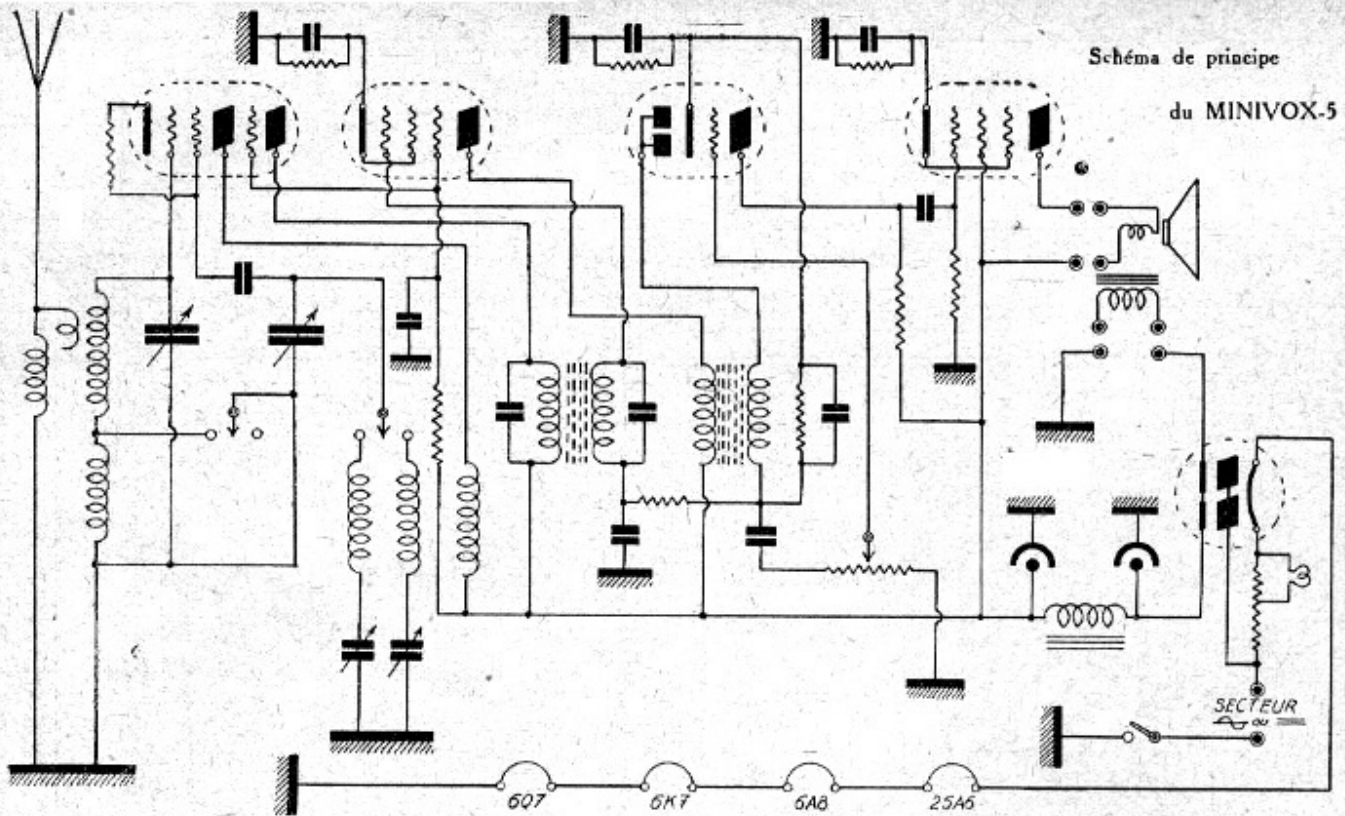 Schéma de principe
du MINIVOX-5
SECTEUR
ou
6Q7 6K7 6A8 25A6